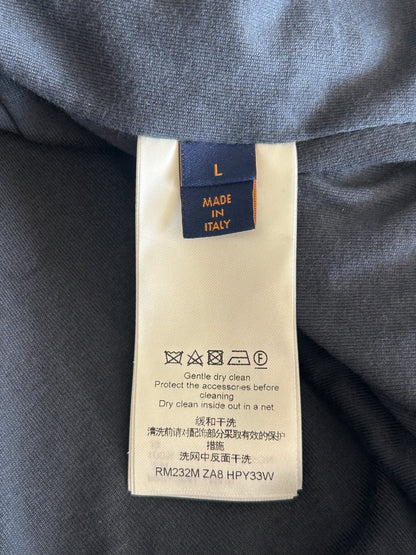 L
MADE
IN
ITALY
F
Gentle dry clean
Protect the accessories before
cleaning
Dry clean inside out in a net
缓和干洗
清洗前请对配饰部分采取有效的保护
措施
洗网中反面干洗
RM232M ZA8 HPY33W